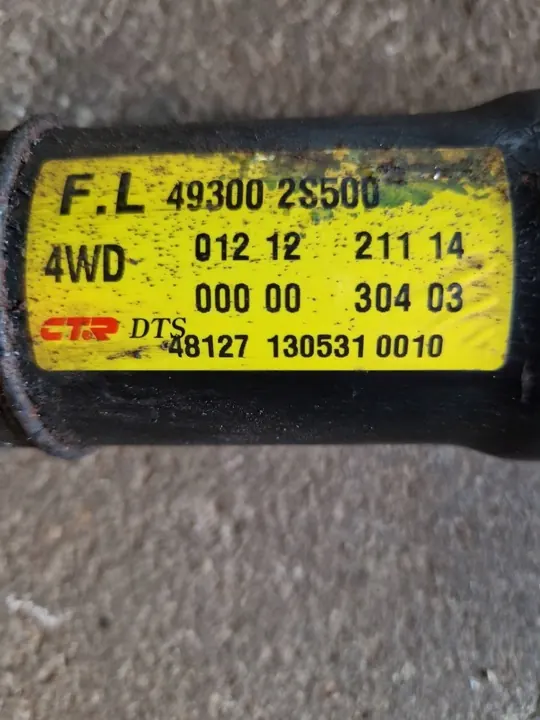 F.L 49300 2S500
4WD 012 12 211 14
000 00 304 03
CTR DTS
48127 130531 0010